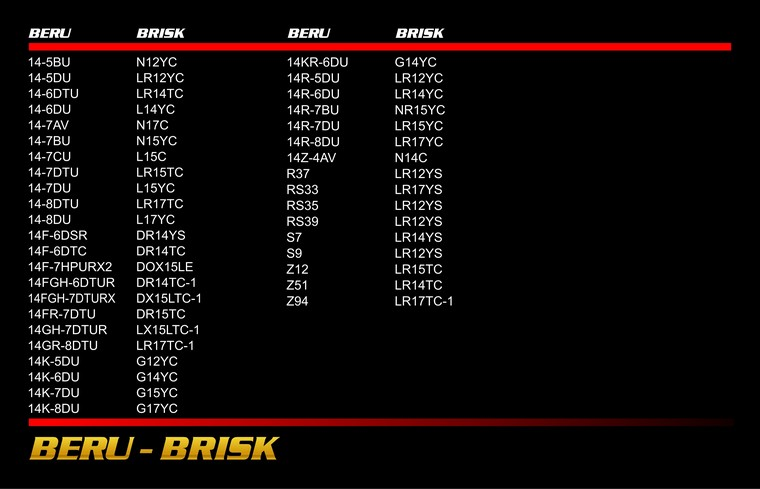 BERU BRISK BERU BRISK
14-5BU N12YC 14KR-6DU G14YC
14-5DU LR12YC 14R-5DU LR12YC
14-6DTU LR14TC 14R-6DU LR14YC
14-6DU L14YC 14R-7BU NR15YC
14-7AV N17C 14R-7DU LR15YC
14-7BU N15YC 14R-8DU LR17YC
14-7CU L15C 14Z-4AV N14C
14-7DTU LR15TC R37 LR12YS
14-7DU L15YC RS33 LR17YS
14-8DTU LR17TC RS35 LR12YS
14-8DU L17YC RS39 LR12YS
14F-6DSR DR14YS S7 LR14YS
14F-6DTC DR14TC S9 LR12YS
14F-7HPURX2 DOX15LE Z12 LR15TC
14FGH-6DTUR DR14TC-1 Z51 LR14TC
14FGH-7DTURX DX15LTC-1 Z94 LR17TC-1
14FR-7DTU DR15TC
14GH-7DTUR LX15LTC-1
14GR-8DTU LR17TC-1
14K-5DU G12YC
14K-6DU G14YC
14K-7DU G15YC
14K-8DU G17YC
BERU - BRISK